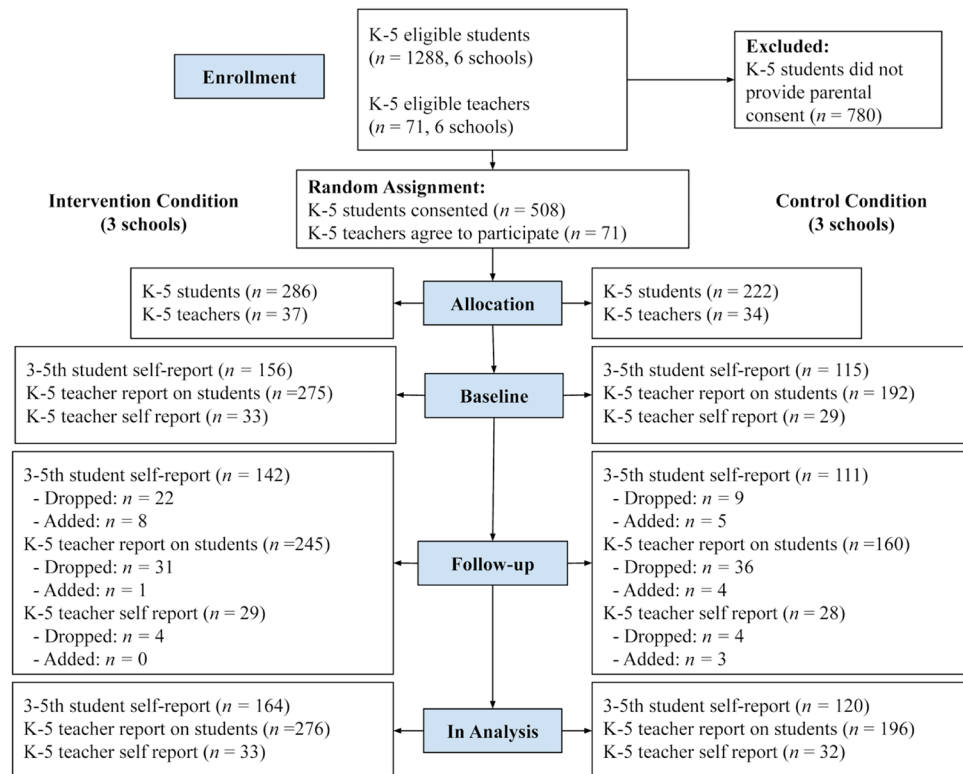 K-5 eligible students
(n = 1288, 6 schools)
K-5 eligible teachers
(n = 71, 6 schools)
Enrollment
Excluded:
K-5 students did not
provide parental
consent (n = 780)
Random Assignment:
K-5 students consented (n = 508)
K-5 teachers agree to participate (n = 71)
Intervention Condition
(3 schools)
Control Condition
(3 schools)
K-5 students (n = 286)
K-5 teachers (n = 37)
Allocation
K-5 students (n = 222)
K-5 teachers (n = 34)
3-5th student self-report (n = 156)
K-5 teacher report on students (n =275)
K-5 teacher self report (n = 33)
Baseline
3-5th student self-report (n = 115)
K-5 teacher report on students (n = 192)
K-5 teacher self report (n = 29)
3-5th student self-report (n = 142)
- Dropped: n = 22
- Added: n = 8
K-5 teacher report on students (n =245)
- Dropped: n = 31
- Added: n = 1
K-5 teacher self report (n = 29)
- Dropped: n = 4
- Added: n = 0
Follow-up
3-5th student self-report (n = 111)
- Dropped: n = 9
- Added: n = 5
K-5 teacher report on students (n =160)
- Dropped: n = 36
- Added: n = 4
K-5 teacher self report (n = 28)
- Dropped: n = 4
- Added: n = 3
3-5th student self-report (n = 164)
K-5 teacher report on students (n = 276)
K-5 teacher self report (n = 33)
In Analysis
3-5th student self-report (n = 120)
K-5 teacher report on students (n = 196)
K-5 teacher self report (n = 32)